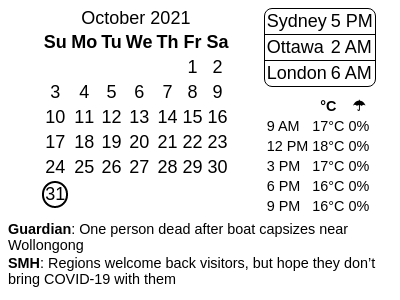 October 2021
Su Mo Tu We Th Fr Sa
1 2
3 4 5 6 7 8 9
10 11 12 13 14 15 16
17 18 19 20 21 22 23
24 25 26 27 28 29 30
31
Sydney 5 PM
Ottawa 2 AM
London 6 AM
°C ☂
9 AM 17°C 0%
12 PM 18°C 0%
3 PM 17°C 0%
6 PM 16°C 0%
9 PM 16°C 0%
Guardian: One person dead after boat capsizes near
Wollongong
SMH: Regions welcome back visitors, but hope they don’t
bring COVID-19 with them